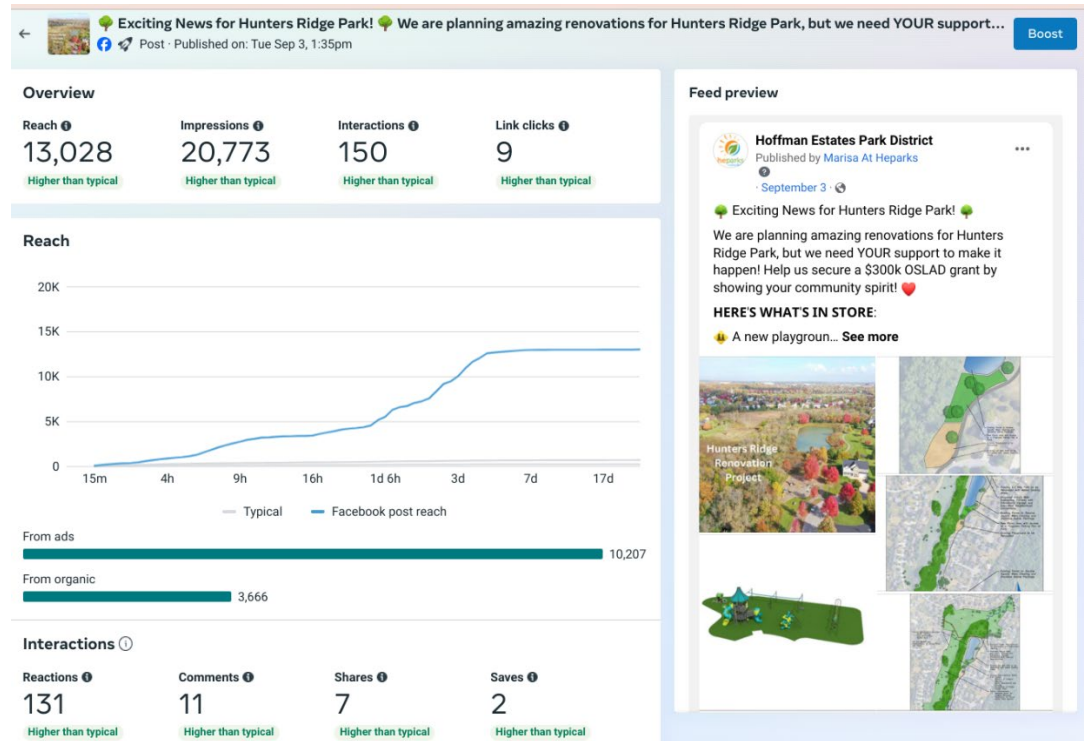 🌳 Exciting News for Hunters Ridge Park! 🌳 We are planning amazing renovations for Hunters Ridge Park, but we need YOUR support...
Post · Published on: Tue Sep 3, 1:35pm
Boost
Overview
Reach
Impressions
Interactions
Link clicks
13,028
20,773
150
9
Higher than typical
Higher than typical
Higher than typical
Higher than typical
Reach
20K
15K
10K
5K
0
15m 4h 9h 16h 1d 6h 3d 7d 17d
Typical
Facebook post reach
From ads
10,207
From organic
3,666
Interactions
Reactions
Comments
Shares
Saves
131
11
7
2
Higher than typical
Higher than typical
Higher than typical
Higher than typical
Feed preview
heparks
Hoffman Estates Park District
Published by Marisa At Heparks
· September 3 ·
🌳 Exciting News for Hunters Ridge Park! 🌳
We are planning amazing renovations for Hunters
Ridge Park, but we need YOUR support to make it
happen! Help us secure a $300k OSLAD grant by
showing your community spirit! ❤️
HERE'S WHAT'S IN STORE:
A new playgroun... See more
Hunters Ridge
Renovation
Project